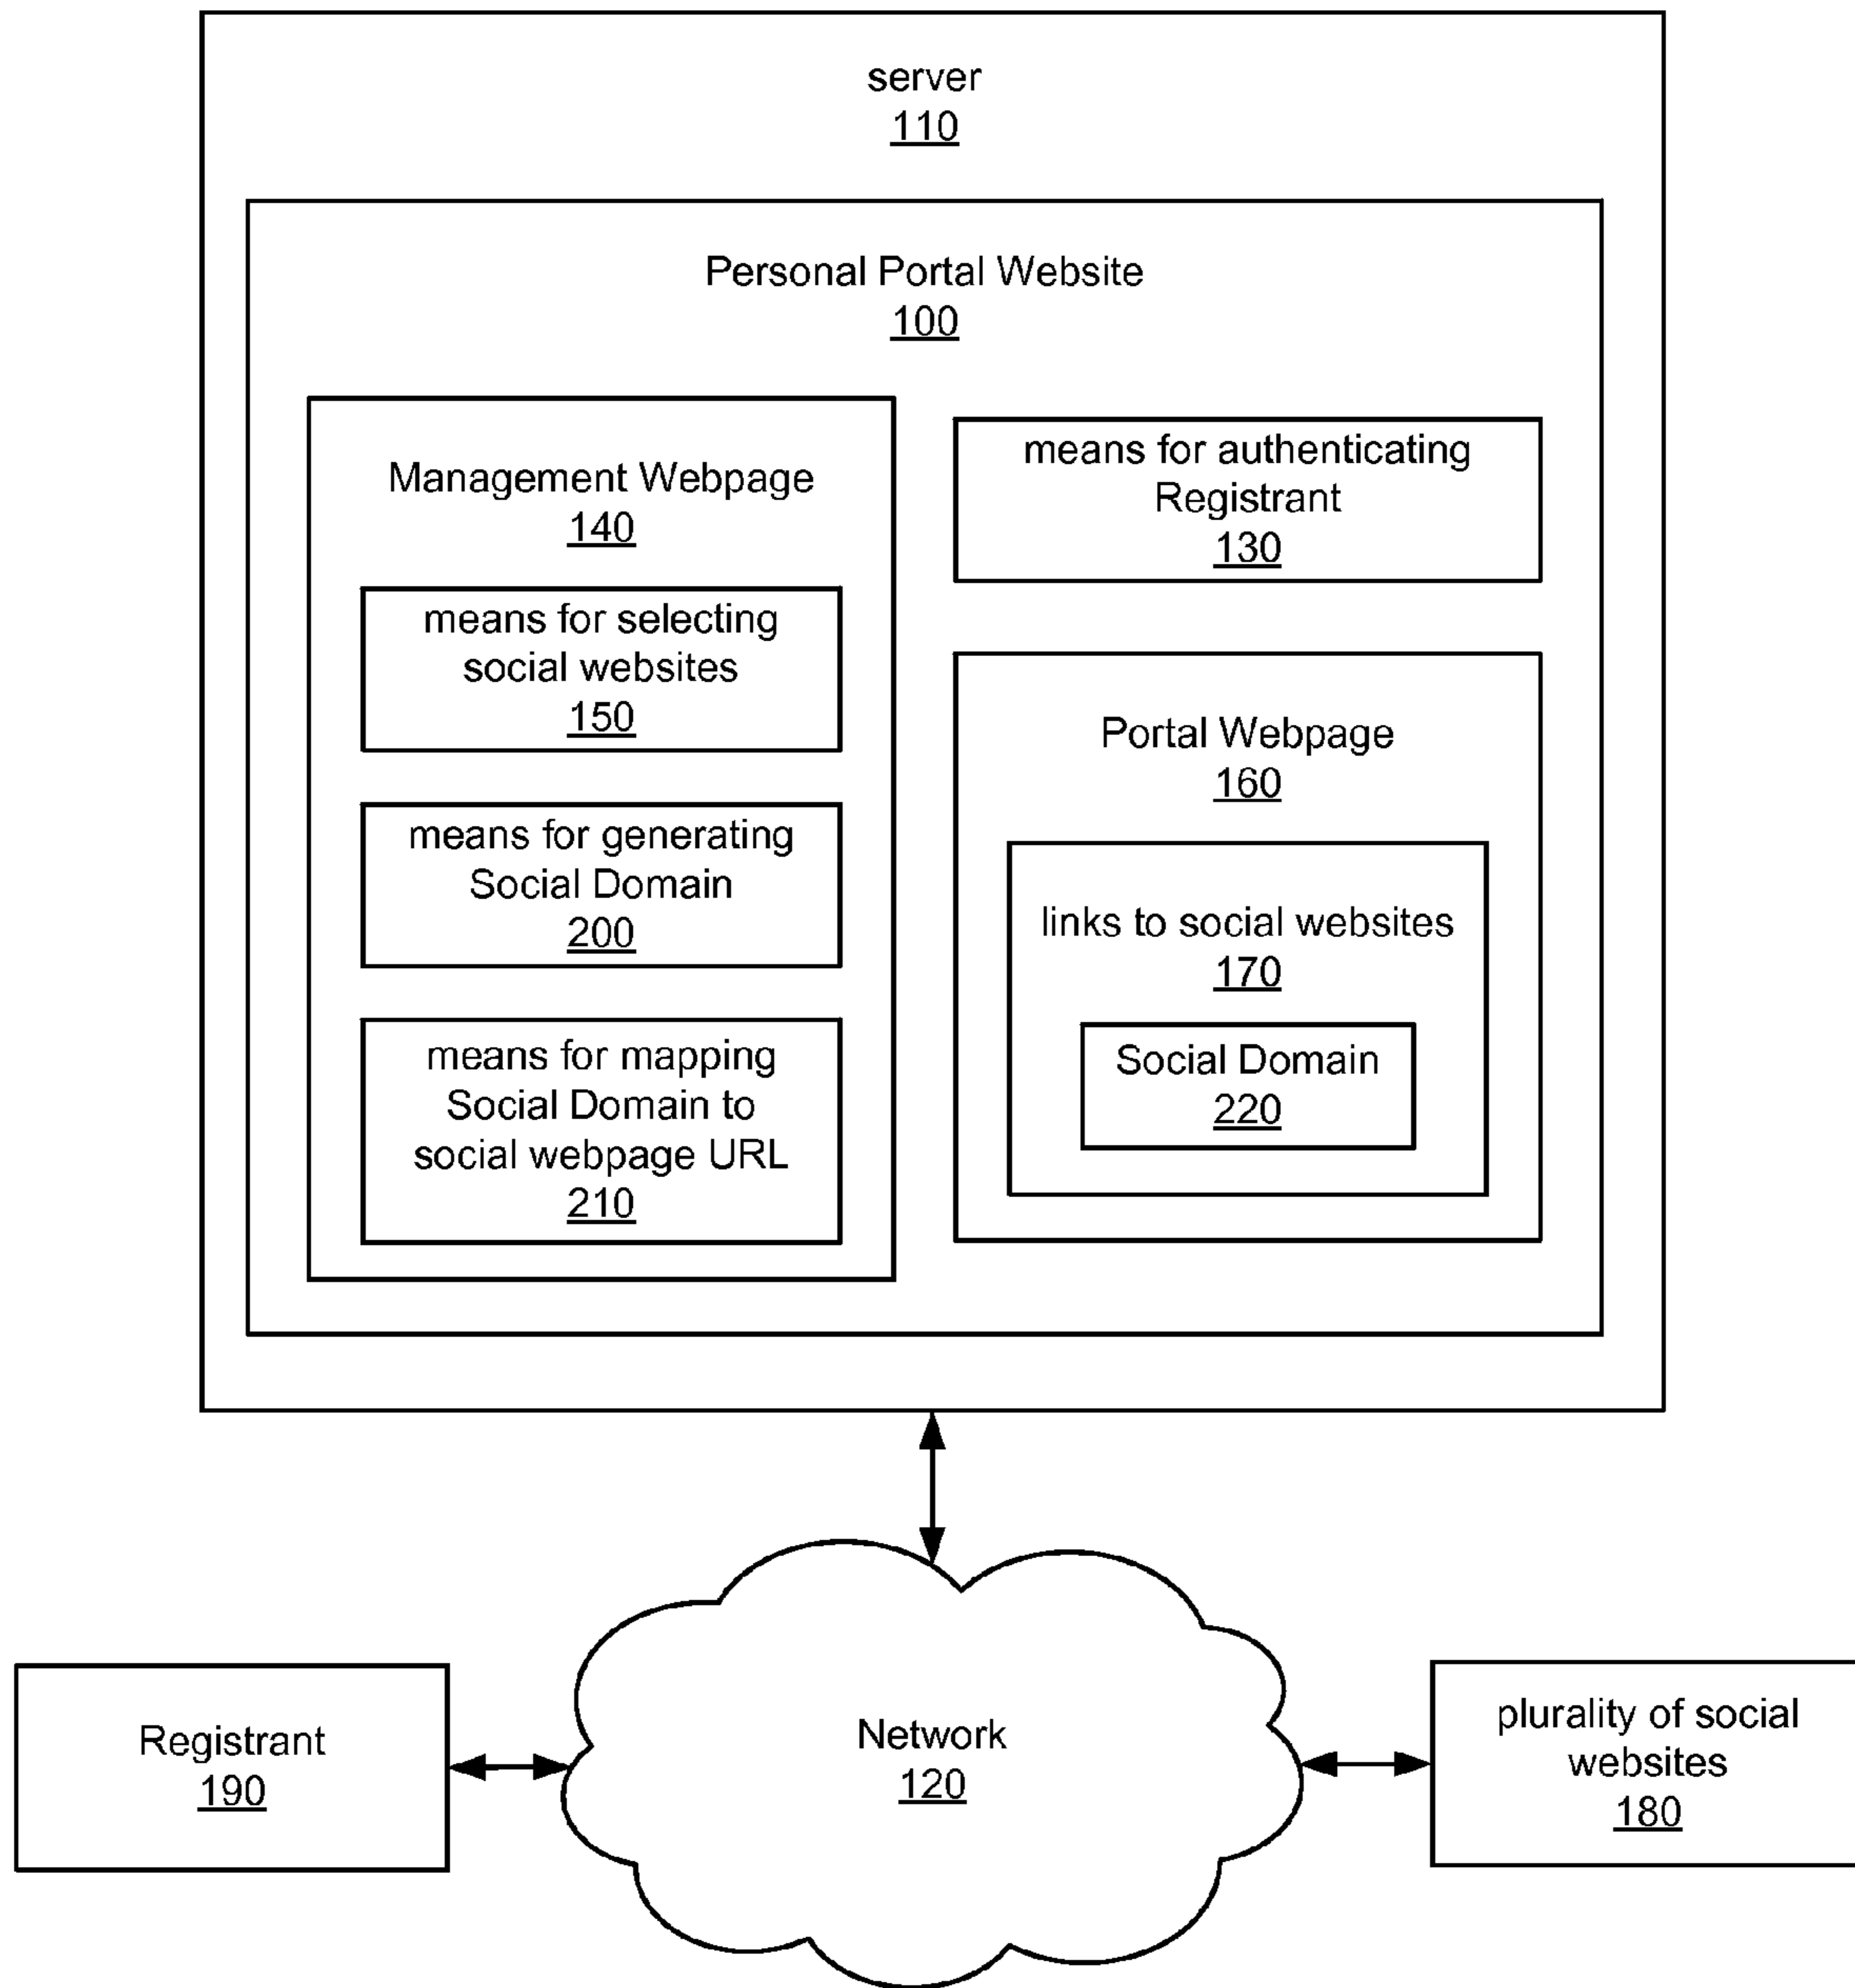 server
110
Personal Portal Website
100
Management Webpage
140
means for selecting
social websites
150
means for generating
Social Domain
200
means for mapping
Social Domain to
social webpage URL
210
means for authenticating
Registrant
130
Portal Webpage
160
links to social websites
170
Social Domain
220
Registrant
190
Network
120
plurality of social
websites
180